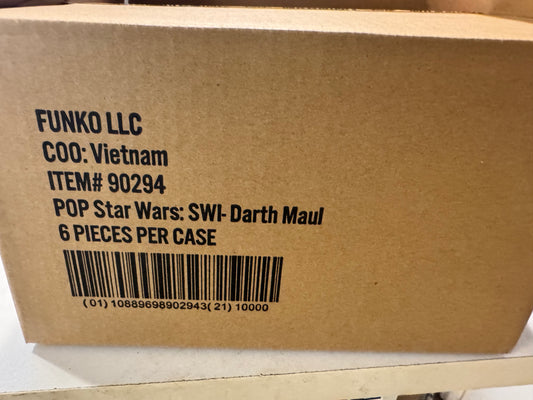 FUNKO LLC
COO: Vietnam
ITEM# 90294
POP Star Wars: SWI- Darth Maul
6 PIECES PER CASE
(01) 10889698902943(21) 10000